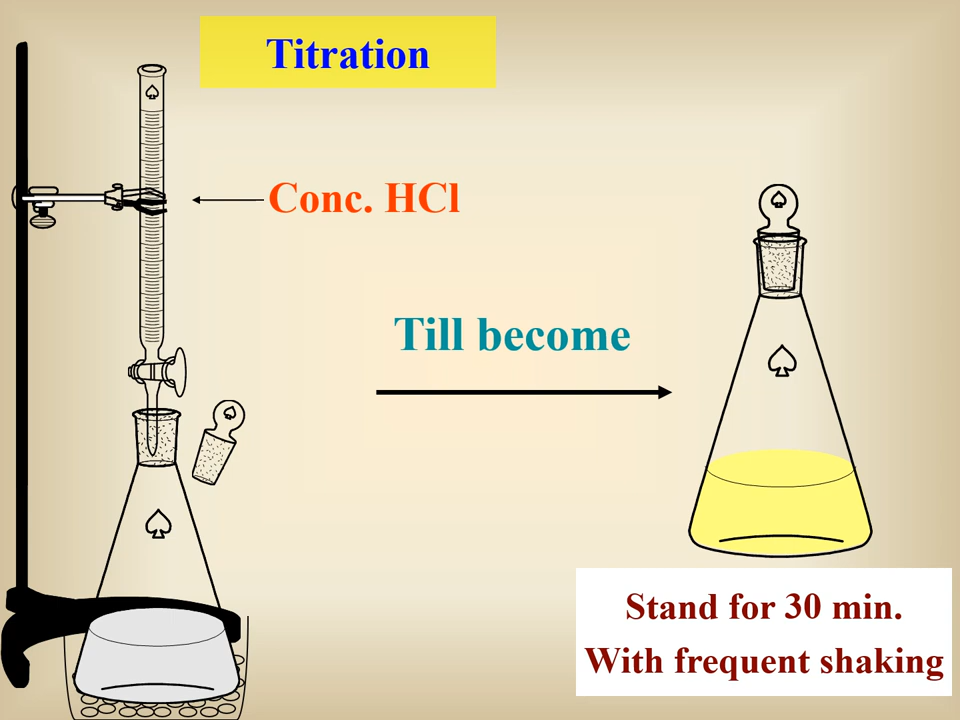 Titration
Conc. HCl
Till become
Stand for 30 min.
With frequent shaking